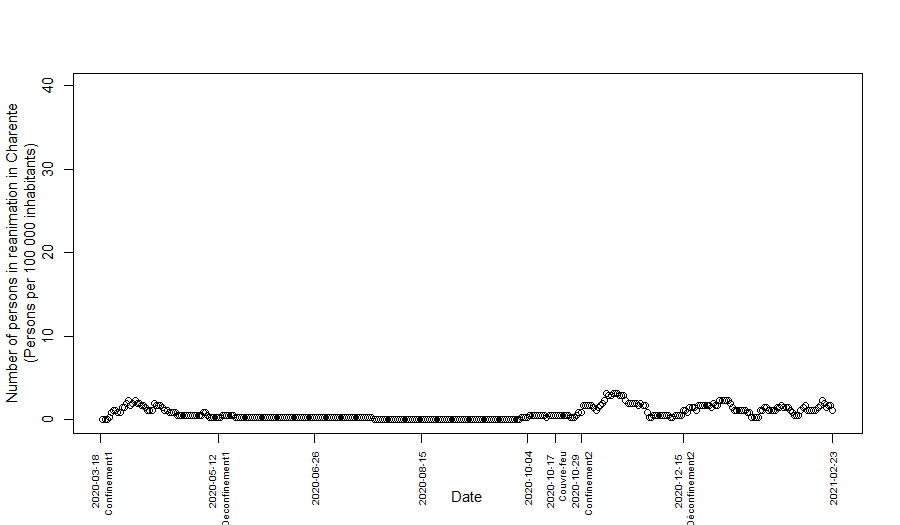 Number of persons in reanimation in Charente
(Persons per 100 000 inhabitants)
40
30
20
10
0
2020-03-18
Confinement1
2020-05-12
Deconfinement1
2020-06-26
2020-08-15
2020-10-04
2020-10-17
Couvre-feu
2020-10-29
Confinement2
2020-12-15
Déconfinement2
2021-02-23
Date